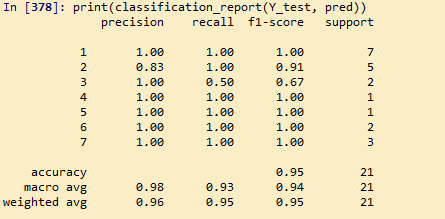 In [378]: print(classification_report(Y_test, pred))
precision recall f1-score support
1 1.00 1.00 1.00 7
2 0.83 1.00 0.91 5
3 1.00 0.50 0.67 2
4 1.00 1.00 1.00 1
5 1.00 1.00 1.00 1
6 1.00 1.00 1.00 2
7 1.00 1.00 1.00 3
accuracy 0.95 21
macro avg 0.98 0.93 0.94 21
weighted avg 0.96 0.95 0.95 21